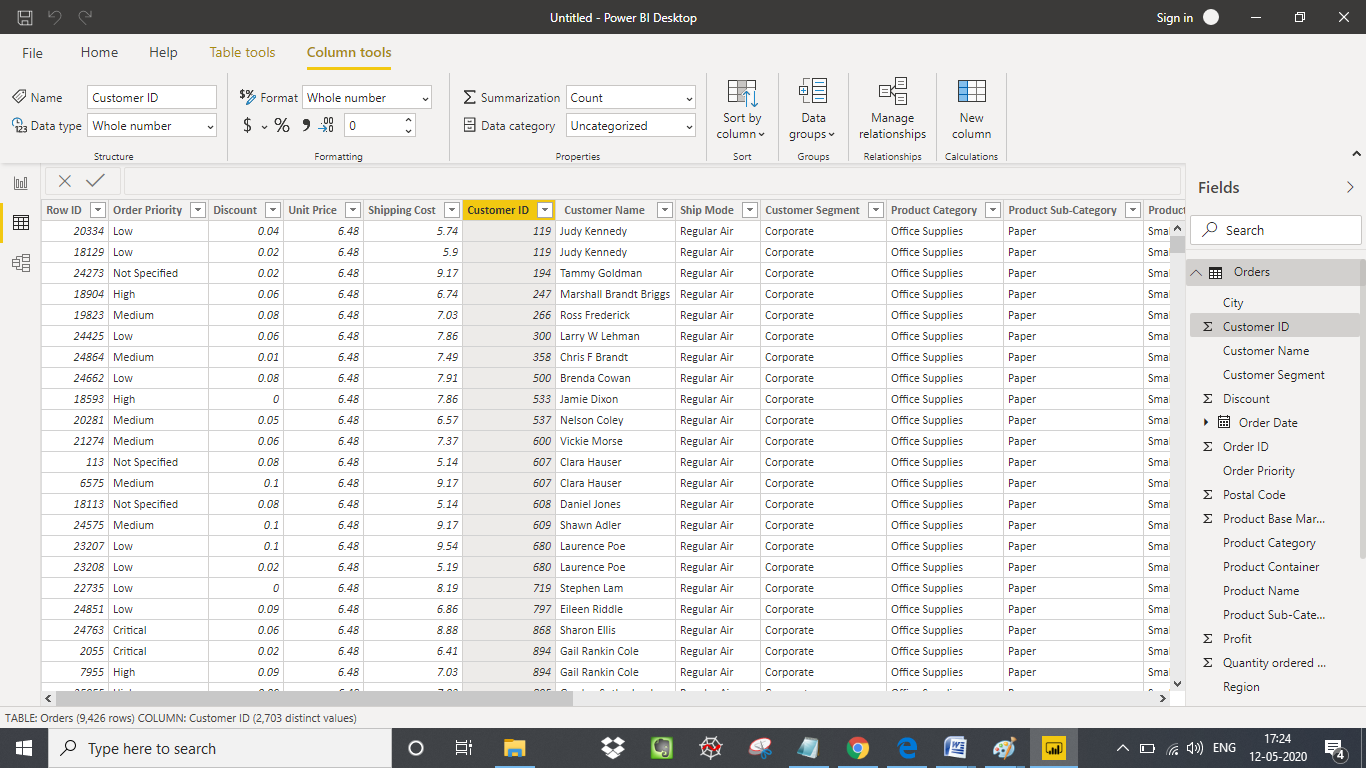 Untitled - Power BI Desktop
Sign in
File Home Help Table tools Column tools
Name Customer ID
Data type Whole number
Structure
Format Whole number
$ % 9 .00 0
Formatting
Summarization Count
Data category Uncategorized
Properties
Sort by column
Sort
Data groups
Groups
Manage relationships
Relationships
New column
Calculations
Row ID Order Priority Discount Unit Price Shipping Cost Customer ID Customer Name Ship Mode Customer Segment Product Category Product Sub-Category Product
20334 Low 0.04 6.48 5.74 119 Judy Kennedy Regular Air Corporate Office Supplies Paper Sma
18129 Low 0.02 6.48 5.9 119 Judy Kennedy Regular Air Corporate Office Supplies Paper Sma
24273 Not Specified 0.02 6.48 9.17 194 Tammy Goldman Regular Air Corporate Office Supplies Paper Sma
18904 High 0.06 6.48 6.74 247 Marshall Brandt Briggs Regular Air Corporate Office Supplies Paper Sma
19823 Medium 0.08 6.48 7.03 266 Ross Frederick Regular Air Corporate Office Supplies Paper Sma
24425 Low 0.06 6.48 7.86 300 Larry W Lehman Regular Air Corporate Office Supplies Paper Sma
24864 Medium 0.01 6.48 7.49 358 Chris F Brandt Regular Air Corporate Office Supplies Paper Sma
24662 Low 0.08 6.48 7.91 500 Brenda Cowan Regular Air Corporate Office Supplies Paper Sma
18593 High 0 6.48 7.86 533 Jamie Dixon Regular Air Corporate Office Supplies Paper Sma
20281 Medium 0.05 6.48 6.57 537 Nelson Coley Regular Air Corporate Office Supplies Paper Sma
21274 Medium 0.06 6.48 7.37 600 Vickie Morse Regular Air Corporate Office Supplies Paper Sma
113 Not Specified 0.08 6.48 5.14 607 Clara Hauser Regular Air Corporate Office Supplies Paper Sma
6575 Medium 0.1 6.48 9.17 607 Clara Hauser Regular Air Corporate Office Supplies Paper Sma
18113 Not Specified 0.08 6.48 5.14 608 Daniel Jones Regular Air Corporate Office Supplies Paper Sma
24575 Medium 0.1 6.48 9.17 609 Shawn Adler Regular Air Corporate Office Supplies Paper Sma
23207 Low 0.1 6.48 9.54 680 Laurence Poe Regular Air Corporate Office Supplies Paper Sma
23208 Low 0.02 6.48 5.19 680 Laurence Poe Regular Air Corporate Office Supplies Paper Sma
22735 Low 0 6.48 8.19 719 Stephen Lam Regular Air Corporate Office Supplies Paper Sma
24851 Low 0.09 6.48 6.86 797 Eileen Riddle Regular Air Corporate Office Supplies Paper Sma
24763 Critical 0.06 6.48 8.88 868 Sharon Ellis Regular Air Corporate Office Supplies Paper Sma
2055 Critical 0.02 6.48 6.41 894 Gail Rankin Cole Regular Air Corporate Office Supplies Paper Sma
7955 High 0.09 6.48 7.03 894 Gail Rankin Cole Regular Air Corporate Office Supplies Paper Sma
Fields
Search
Orders
City
Σ Customer ID
Customer Name
Customer Segment
Σ Discount
Order Date
Σ Order ID
Order Priority
Σ Postal Code
Σ Product Base Mar...
Product Category
Product Container
Product Name
Product Sub-Cate...
Σ Profit
Σ Quantity ordered ...
Region
TABLE: Orders (9,426 rows) COLUMN: Customer ID (2,703 distinct values)
Type here to search
ENG
17:24
12-05-2020
4